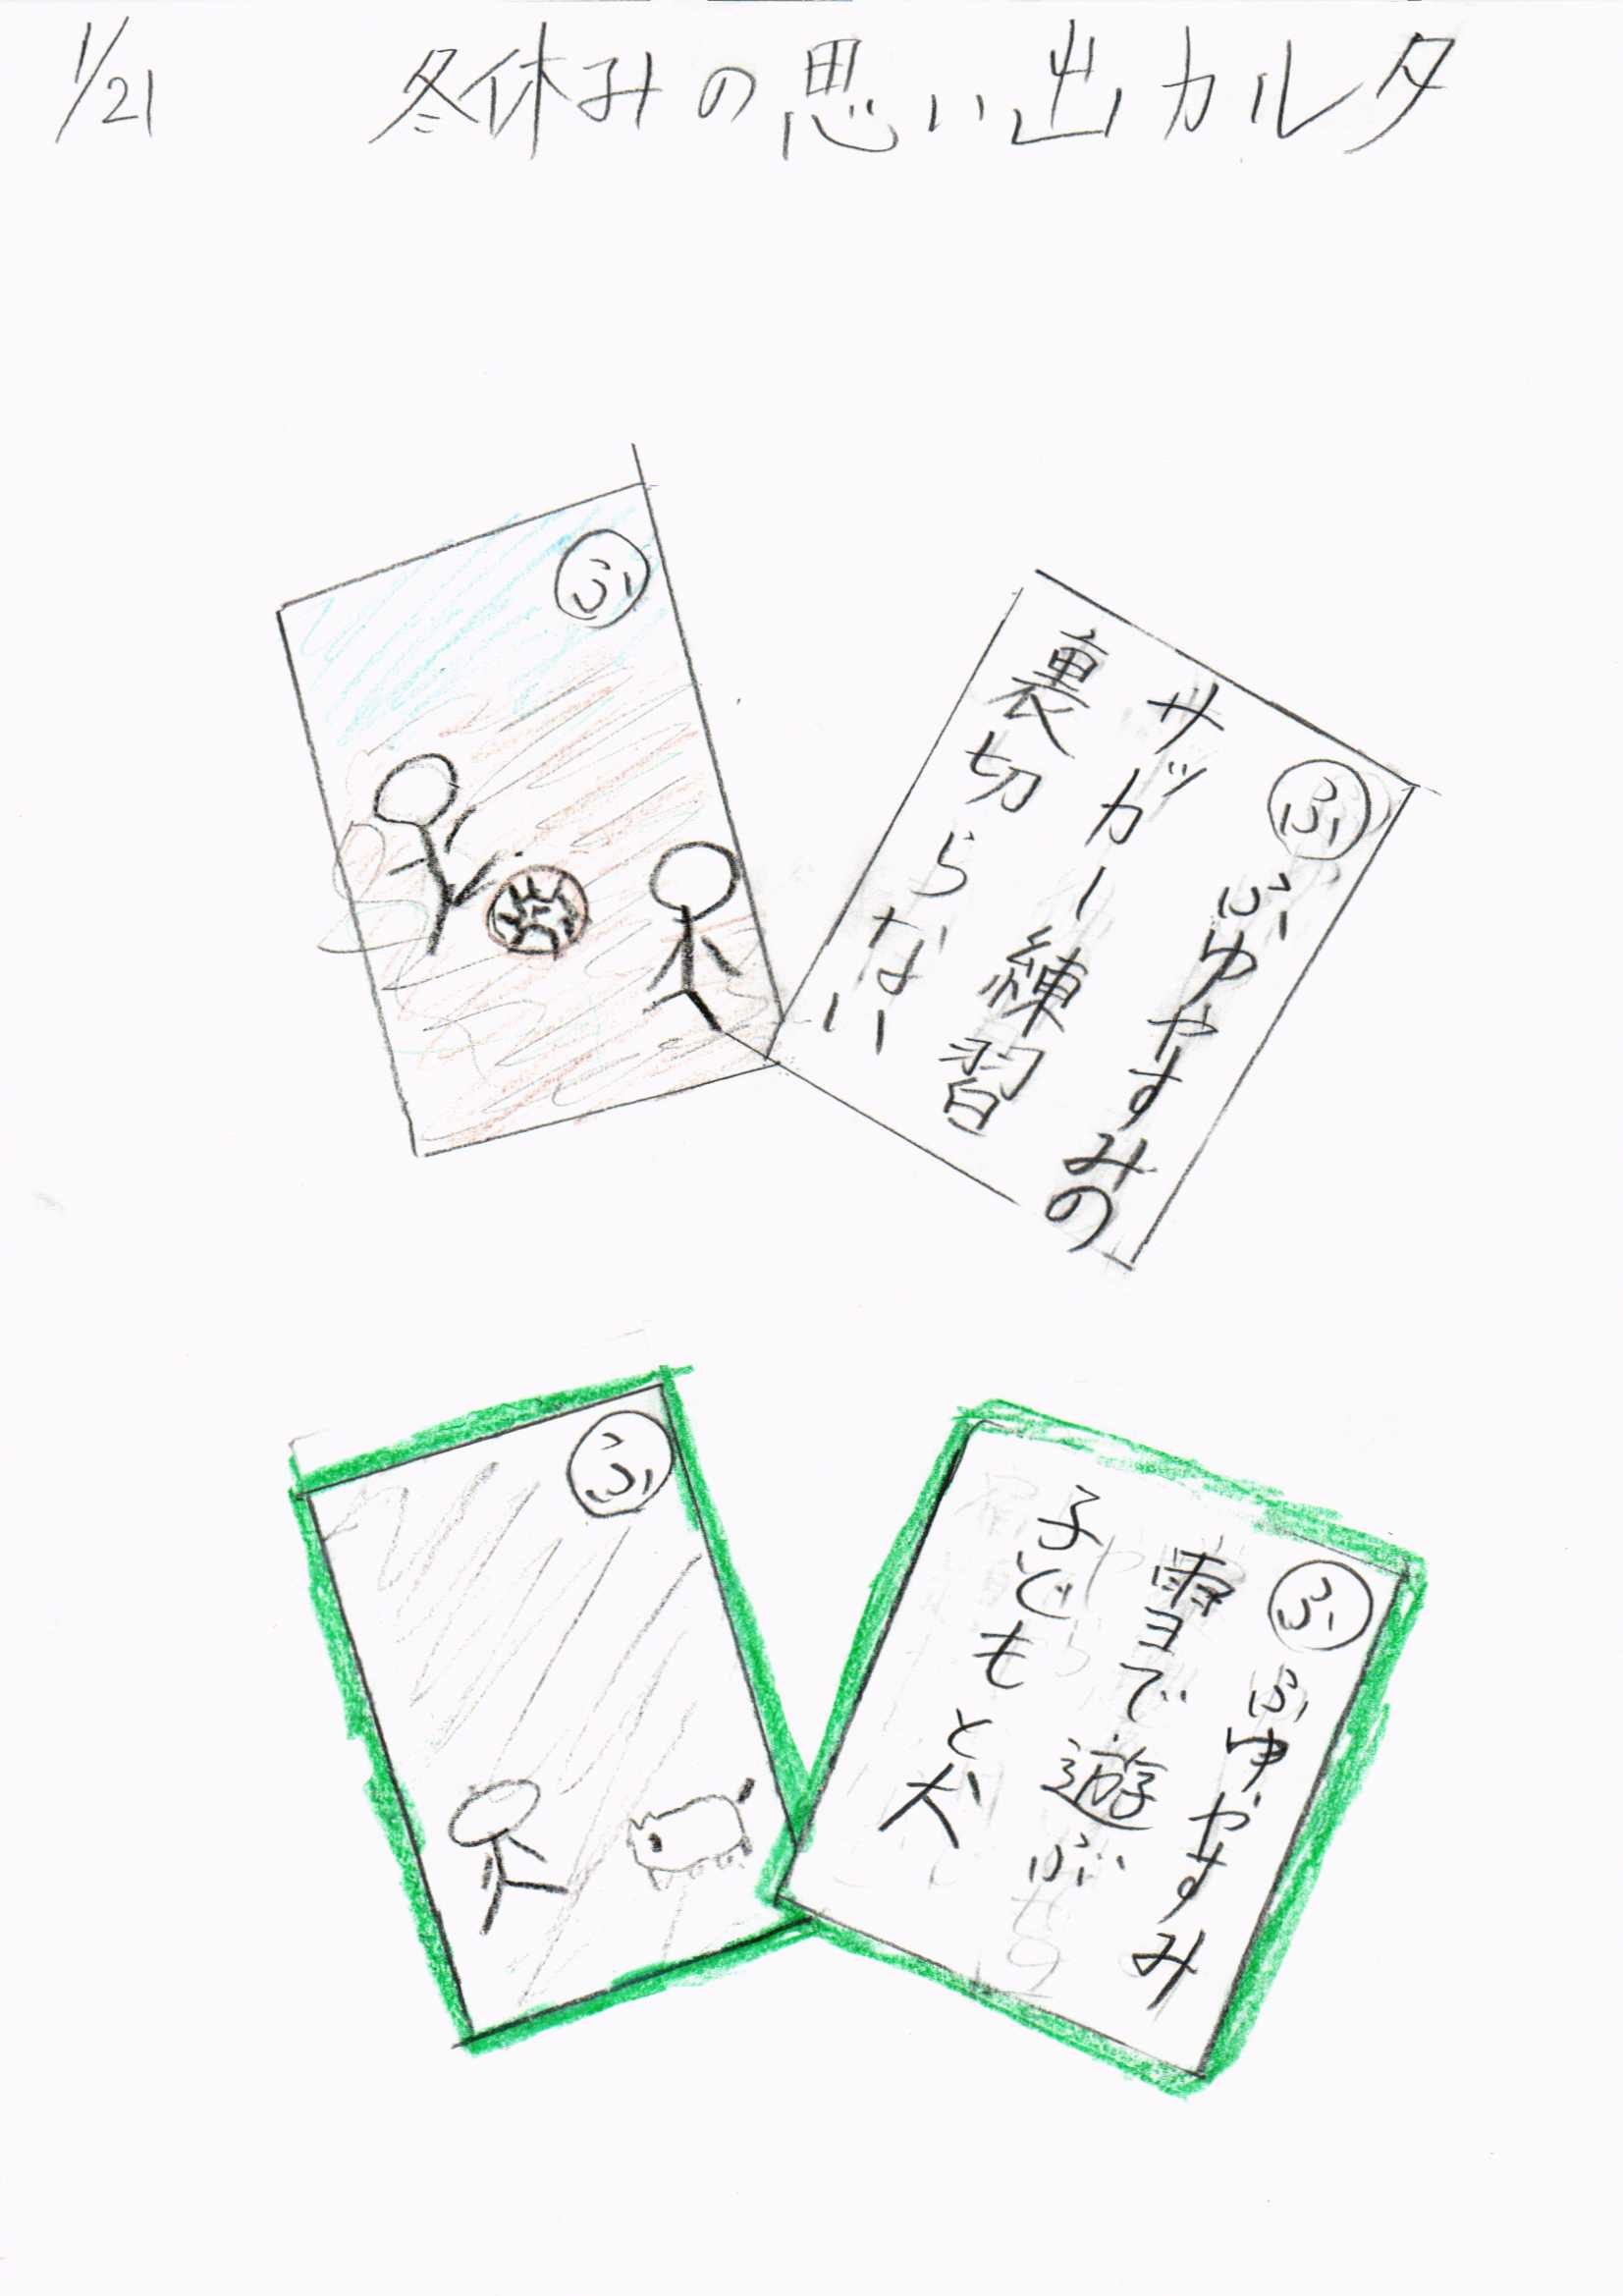 1/21 冬休みの思い出カルタ
ふ
ふ
ふゆやすみの
サッカー練習
裏切らない
ふ
ふ
ふゆやすみ
雪で遊ぶ
子どもと犬